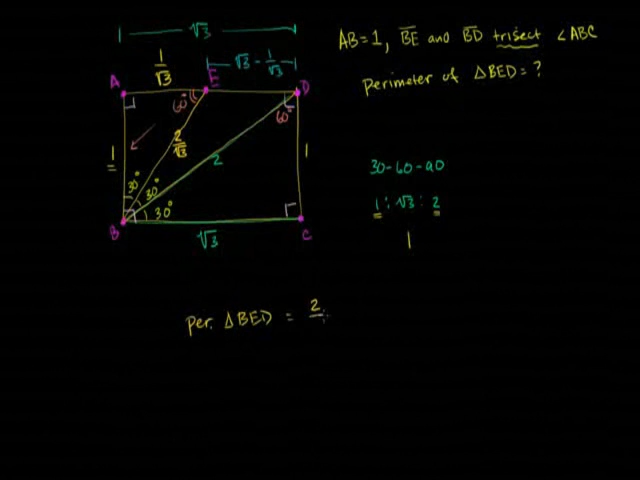 √3
AB=1, BE and BD trisect ∠ABC
1/√3
√3 - 1/√3
Perimeter of ΔBED = ?
A
E
D
60°
60°
2/√3
1
2
1
30-60-90
30°
30°
1 : √3 : 2
30°
B
C
√3
1
per. ΔBED = 2